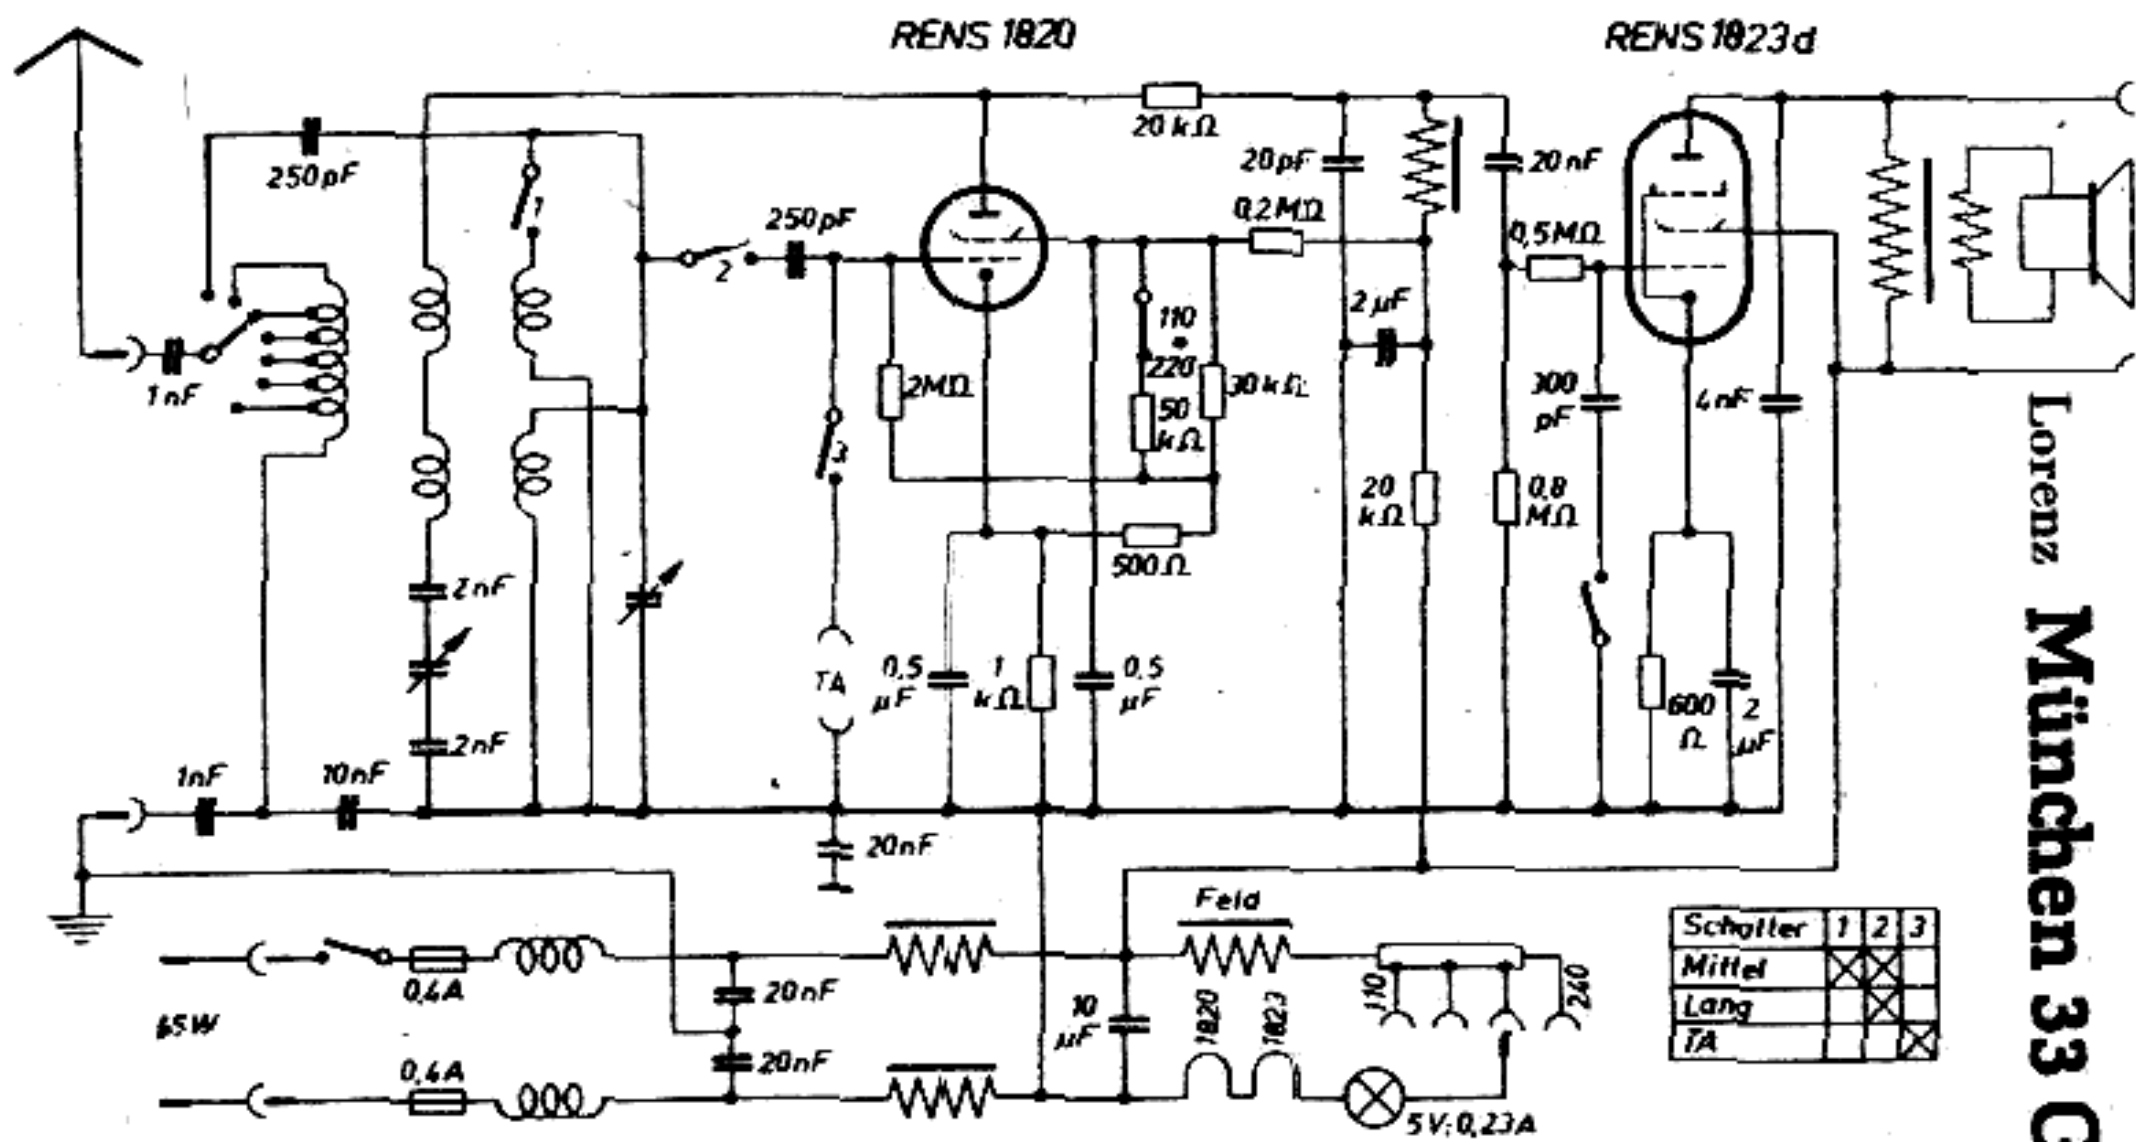 RENS 1820
RENS 1823d
250pF
20 kΩ
20pF
20nF
250pF
0,2MΩ
0,5MΩ
1
2
2 µF
110
220
1nF
2MΩ
50 kΩ
30kΩ
300 pF
4nF
3
20 kΩ
0,8 MΩ
500Ω
2nF
TA
0,5 µF
1 kΩ
0,5 µF
600 Ω
2 µF
2nF
1nF
10nF
20nF
Feld
0,4A
20nF
10 µF
1820
1823
110
240
0,4A
20nF
5V; 0,23A
Schalter 1 2 3
Mittel
Lang
TA
Lorenz München 33 G